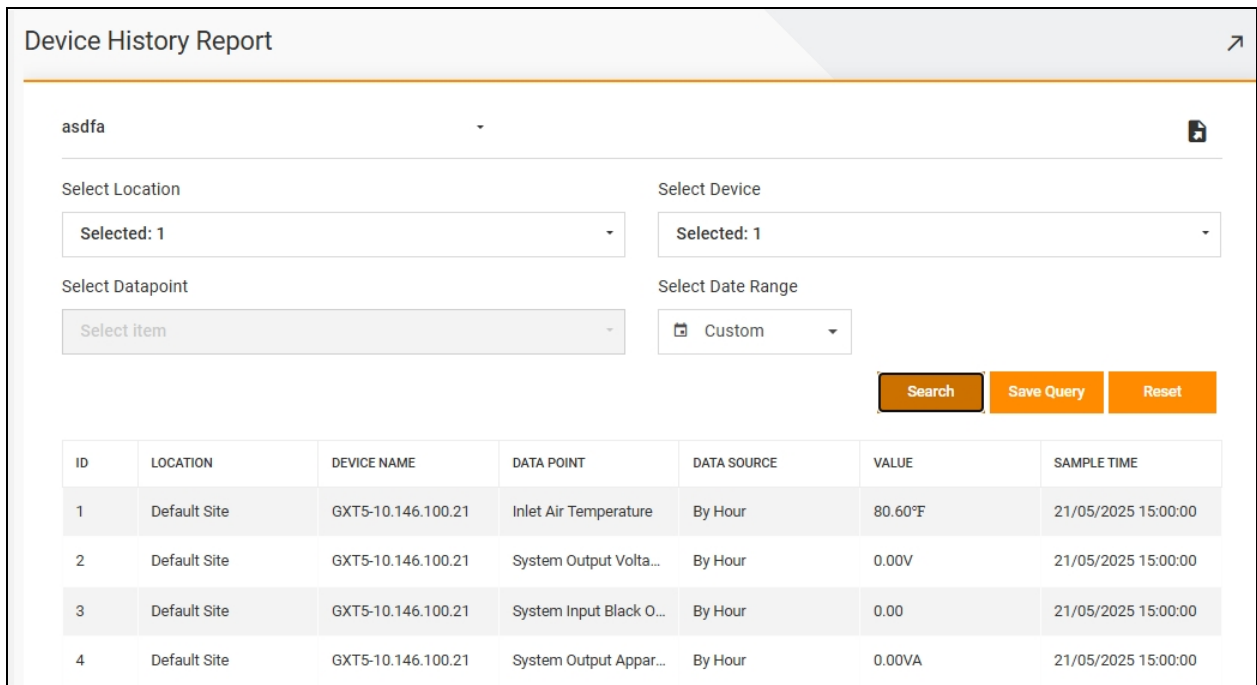 Device History Report
asdfa
Select Location Select Device
Selected: 1 Selected: 1
Select Datapoint Select Date Range
Select item Custom
Search Save Query Reset
ID LOCATION DEVICE NAME DATA POINT DATA SOURCE VALUE SAMPLE TIME
1 Default Site GXT5-10.146.100.21 Inlet Air Temperature By Hour 80.60°F 21/05/2025 15:00:00
2 Default Site GXT5-10.146.100.21 System Output Volta... By Hour 0.00V 21/05/2025 15:00:00
3 Default Site GXT5-10.146.100.21 System Input Black O... By Hour 0.00 21/05/2025 15:00:00
4 Default Site GXT5-10.146.100.21 System Output Appar... By Hour 0.00VA 21/05/2025 15:00:00